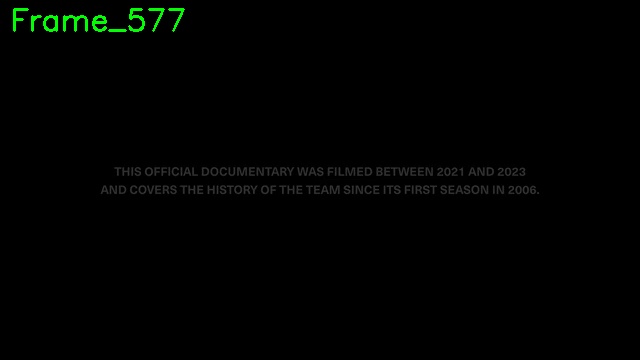 Frame_577
THIS OFFICIAL DOCUMENTARY WAS FILMED BETWEEN 2021 AND 2023
AND COVERS THE HISTORY OF THE TEAM SINCE ITS FIRST SEASON IN 2006.